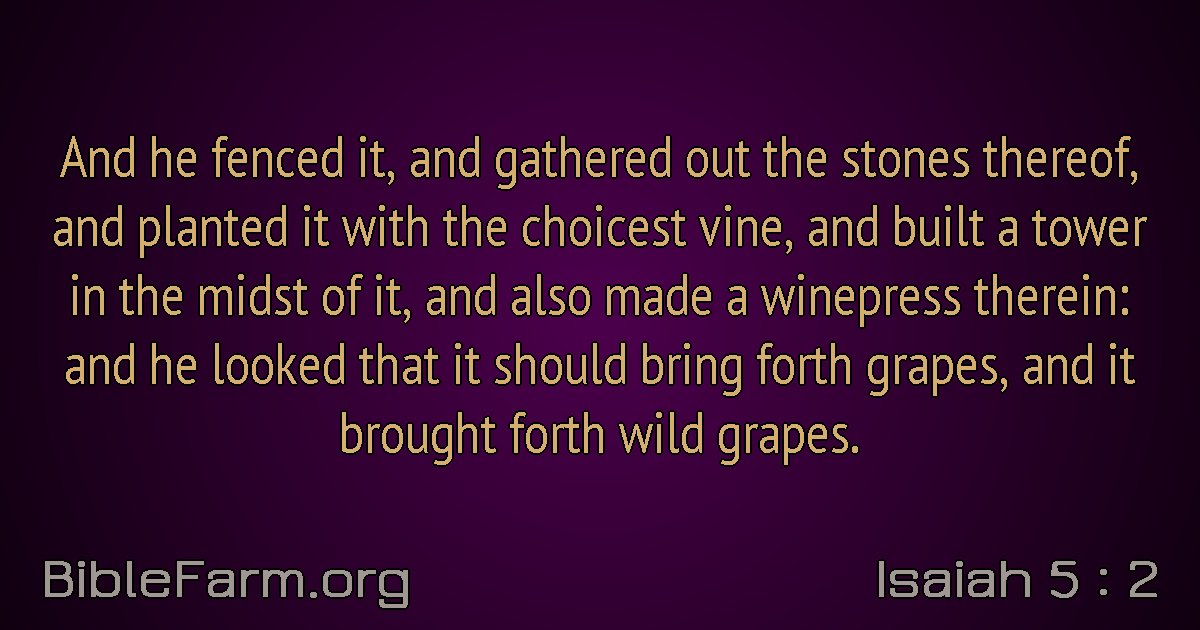 And he fenced it, and gathered out the stones thereof,
and planted it with the choicest vine, and built a tower
in the midst of it, and also made a winepress therein:
and he looked that it should bring forth grapes, and it
brought forth wild grapes.
BibleFarm.org
Isaiah 5 : 2